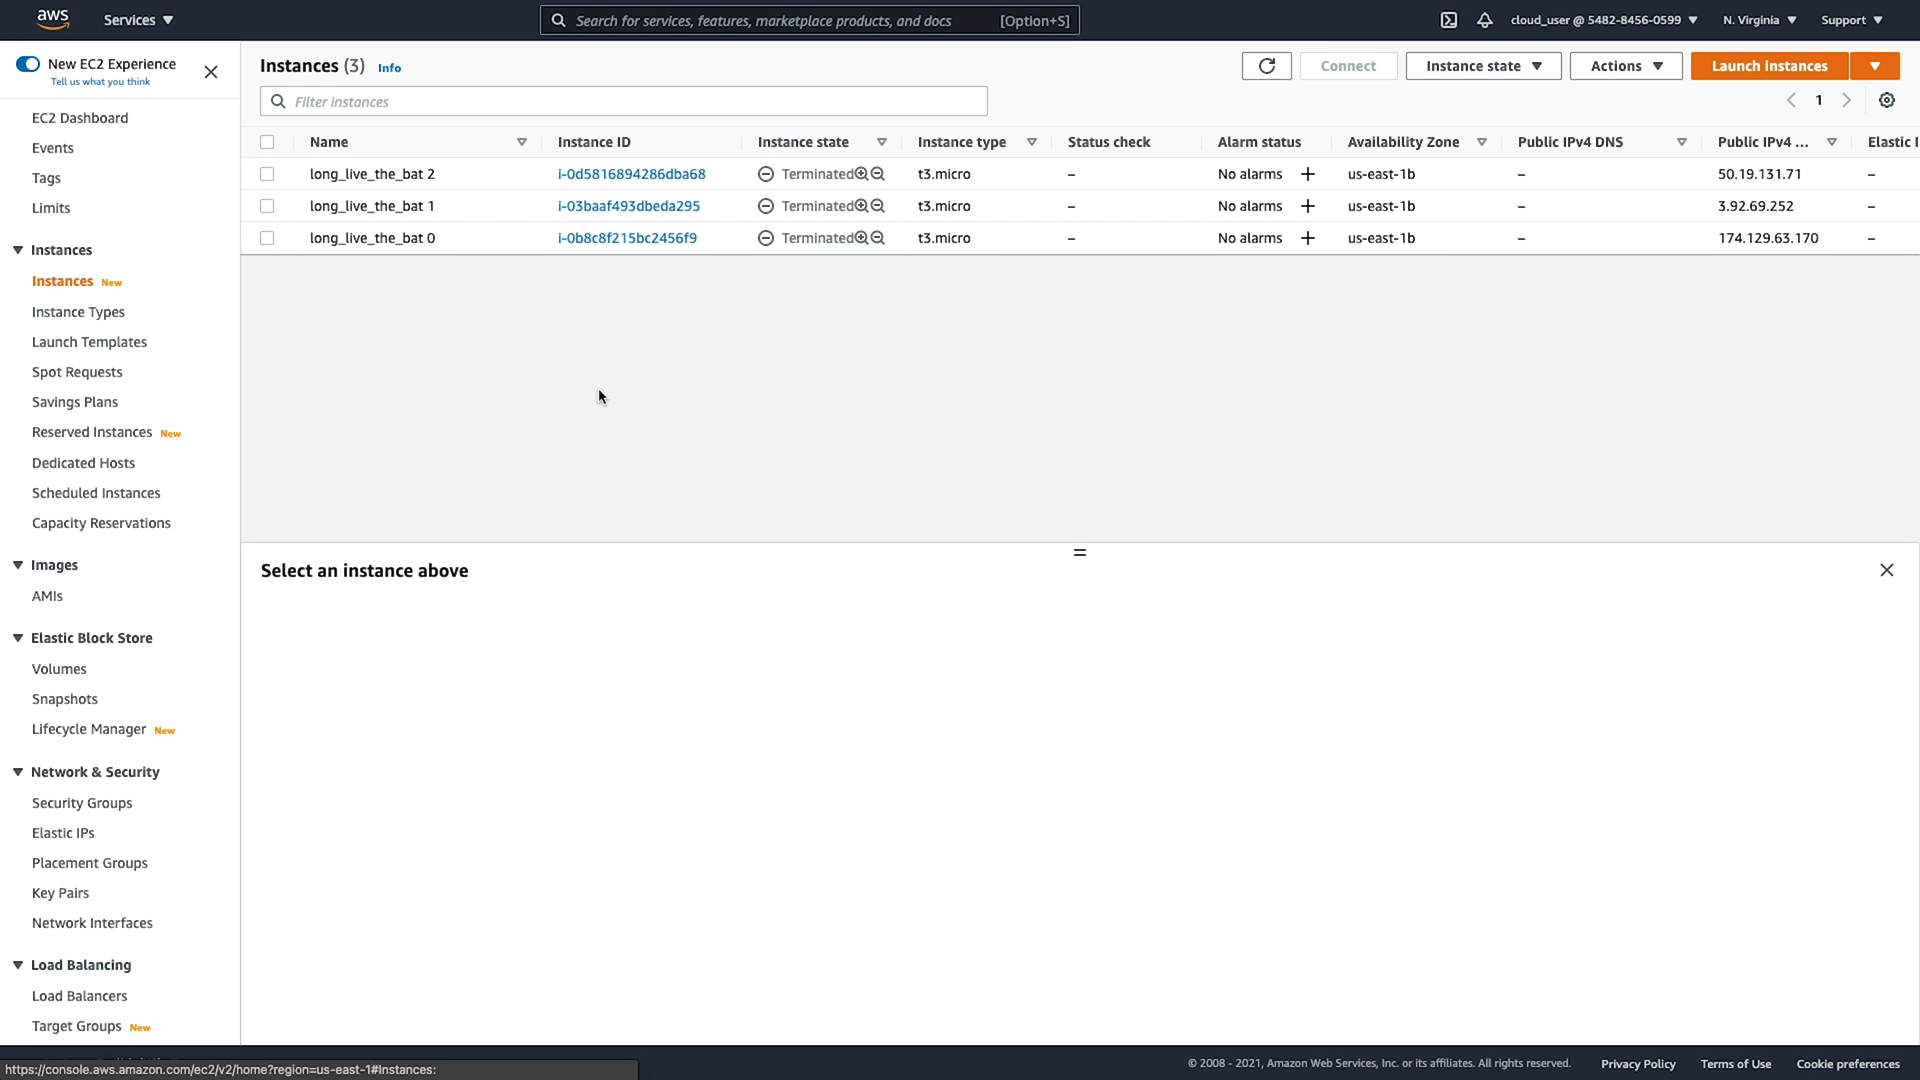 aws
Services
Search for services, features, marketplace products, and docs [Option+S]
cloud_user @ 5482-8456-0599
N. Virginia
Support
New EC2 Experience
Tell us what you think
EC2 Dashboard
Events
Tags
Limits
Instances
Instances New
Instance Types
Launch Templates
Spot Requests
Savings Plans
Reserved Instances New
Dedicated Hosts
Scheduled Instances
Capacity Reservations
Images
AMIs
Elastic Block Store
Volumes
Snapshots
Lifecycle Manager New
Network & Security
Security Groups
Elastic IPs
Placement Groups
Key Pairs
Network Interfaces
Load Balancing
Load Balancers
Target Groups New
Instances (3) Info
Connect
Instance state
Actions
Launch instances
Filter instances
1
Name Instance ID Instance state Instance type Status check Alarm status Availability Zone Public IPv4 DNS Public IPv4 ... Elastic I
long_live_the_bat 2 i-0d5816894286dba68 Terminated t3.micro – No alarms + us-east-1b – 50.19.131.71 –
long_live_the_bat 1 i-03baaf493dbeda295 Terminated t3.micro – No alarms + us-east-1b – 3.92.69.252 –
long_live_the_bat 0 i-0b8c8f215bc2456f9 Terminated t3.micro – No alarms + us-east-1b – 174.129.63.170 –
Select an instance above
https://console.aws.amazon.com/ec2/v2/home?region=us-east-1#Instances:
© 2008 - 2021, Amazon Web Services, Inc. or its affiliates. All rights reserved.
Privacy Policy
Terms of Use
Cookie preferences